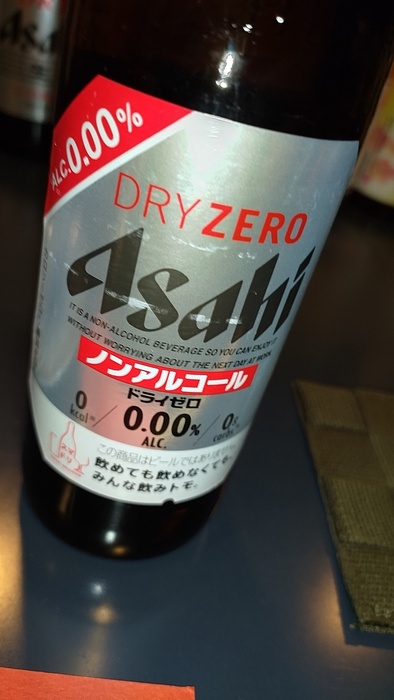 ALC.0.00%
DRY ZERO
Asahi
IT IS A NON-ALCOHOL BEVERAGE SO YOU CAN ENJOY IT
WITHOUT WORRYING ABOUT THE NEXT DAY AT WORK.
ノンアルコール
ドライゼロ
0 kcal / 0.00% ALC. / 0g
この商品はビールではありません
飲めても飲めなくても、
みんな飲みトモ。